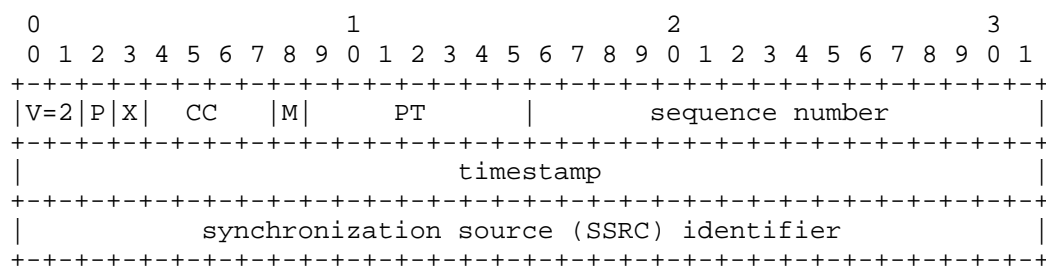 0                   1                   2                   3
 0 1 2 3 4 5 6 7 8 9 0 1 2 3 4 5 6 7 8 9 0 1 2 3 4 5 6 7 8 9 0 1
+-+-+-+-+-+-+-+-+-+-+-+-+-+-+-+-+-+-+-+-+-+-+-+-+-+-+-+-+-+-+-+-+
|V=2|P|X|  CC   |M|     PT      |       sequence number         |
+-+-+-+-+-+-+-+-+-+-+-+-+-+-+-+-+-+-+-+-+-+-+-+-+-+-+-+-+-+-+-+-+
|                           timestamp                           |
+-+-+-+-+-+-+-+-+-+-+-+-+-+-+-+-+-+-+-+-+-+-+-+-+-+-+-+-+-+-+-+-+
|           synchronization source (SSRC) identifier            |
+-+-+-+-+-+-+-+-+-+-+-+-+-+-+-+-+-+-+-+-+-+-+-+-+-+-+-+-+-+-+-+-+